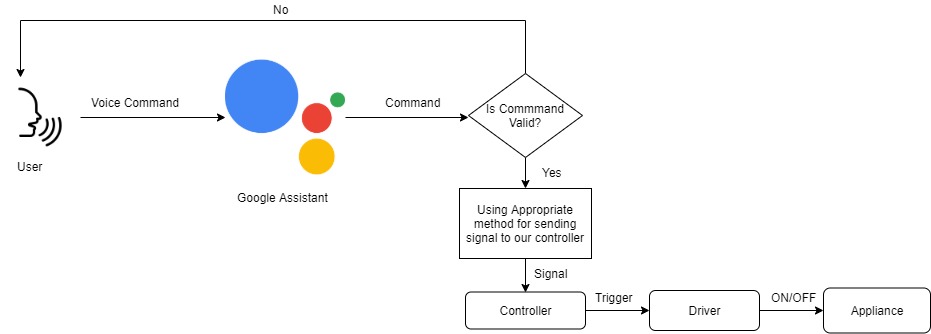 No
Voice Command
Command
Is Commmand
Valid?
User
Google Assistant
Yes
Using Appropriate
method for sending
signal to our controller
Signal
Controller
Trigger
Driver
ON/OFF
Appliance